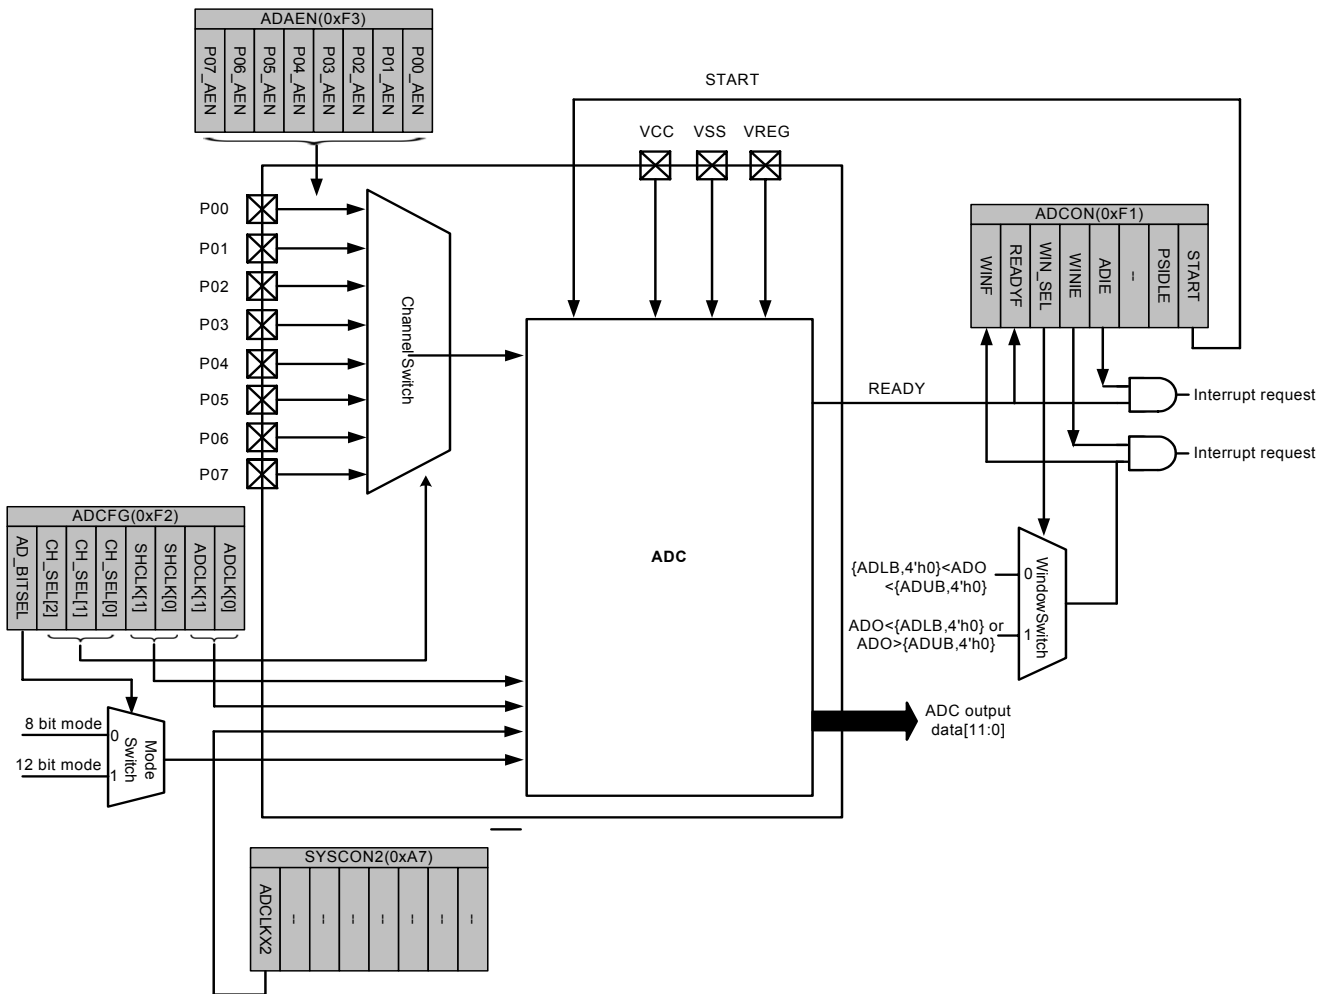 ADAEN(0xF3)
P07_AEN
P06_AEN
P05_AEN
P04_AEN
P03_AEN
P02_AEN
P01_AEN
P00_AEN
START
VCC
VSS
VREG
P00
P01
P02
P03
P04
P05
P06
P07
Channel Switch
ADCON(0xF1)
WINF
READYF
WIN_SEL
WINIE
ADIE
--
PSIDLE
START
READY
Interrupt request
Interrupt request
ADC
{ADLB,4'h0}<ADO
<{ADUB,4'h0}
0
ADO<{ADLB,4'h0} or
ADO>{ADUB,4'h0}
1
WindowSwitch
ADC output
data[11:0]
ADCFG(0xF2)
AD_BITSEL
CH_SEL[2]
CH_SEL[1]
CH_SEL[0]
SHCLK[1]
SHCLK[0]
ADCLK[1]
ADCLK[0]
8 bit mode
0
12 bit mode
1
Mode
Switch
SYSCON2(0xA7)
ADCLKX2
--
--
--
--
--
--
--